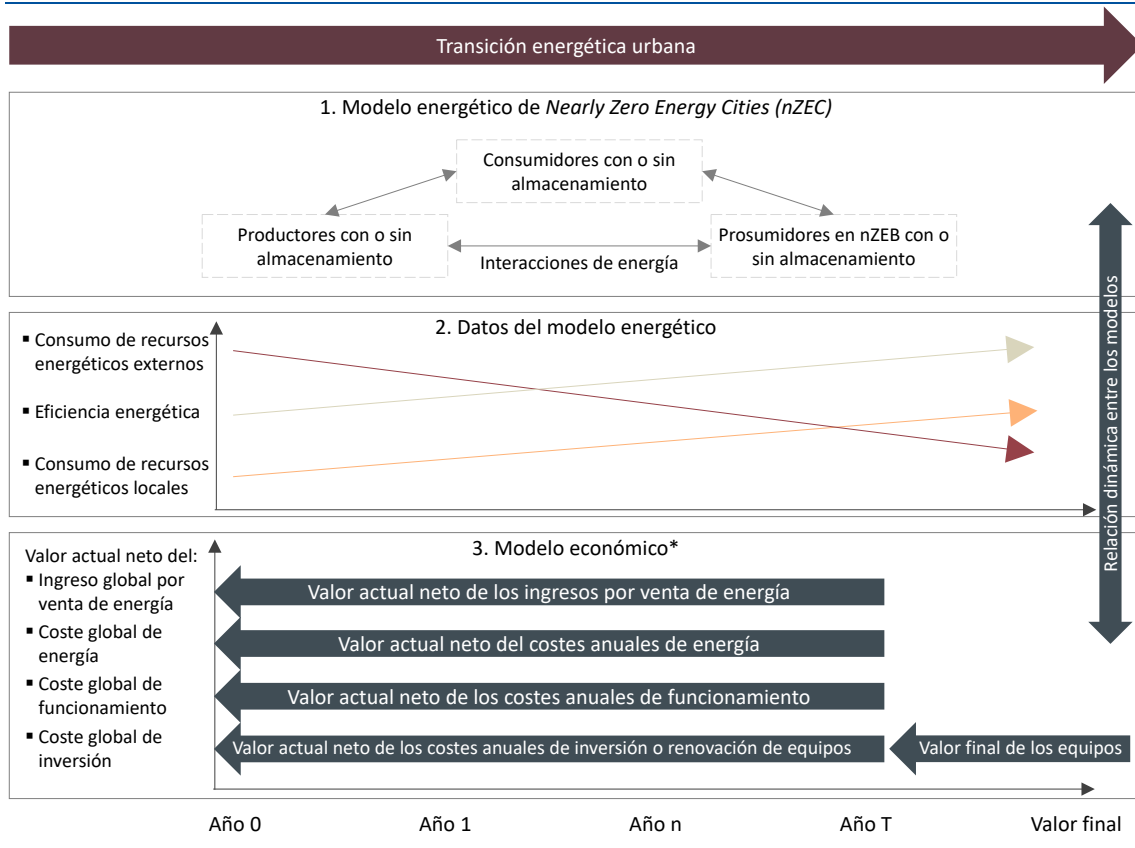 Transición energética urbana
1. Modelo energético de Nearly Zero Energy Cities (nZEC)
Consumidores con o sin
almacenamiento
Productores con o sin
almacenamiento
Interacciones de energía
Prosumidores en nZEB con o
sin almacenamiento
Relación dinámica entre los modelos
2. Datos del modelo energético
▪ Consumo de recursos
energéticos externos
▪ Eficiencia energética
▪ Consumo de recursos
energéticos locales
3. Modelo económico*
Valor actual neto del:
▪ Ingreso global por
venta de energía
▪ Coste global de
energía
▪ Coste global de
funcionamiento
▪ Coste global de
inversión
Valor actual neto de los ingresos por venta de energía
Valor actual neto del costes anuales de energía
Valor actual neto de los costes anuales de funcionamiento
Valor actual neto de los costes anuales de inversión o renovación de equipos
Valor final de los equipos
Año 0
Año 1
Año n
Año T
Valor final